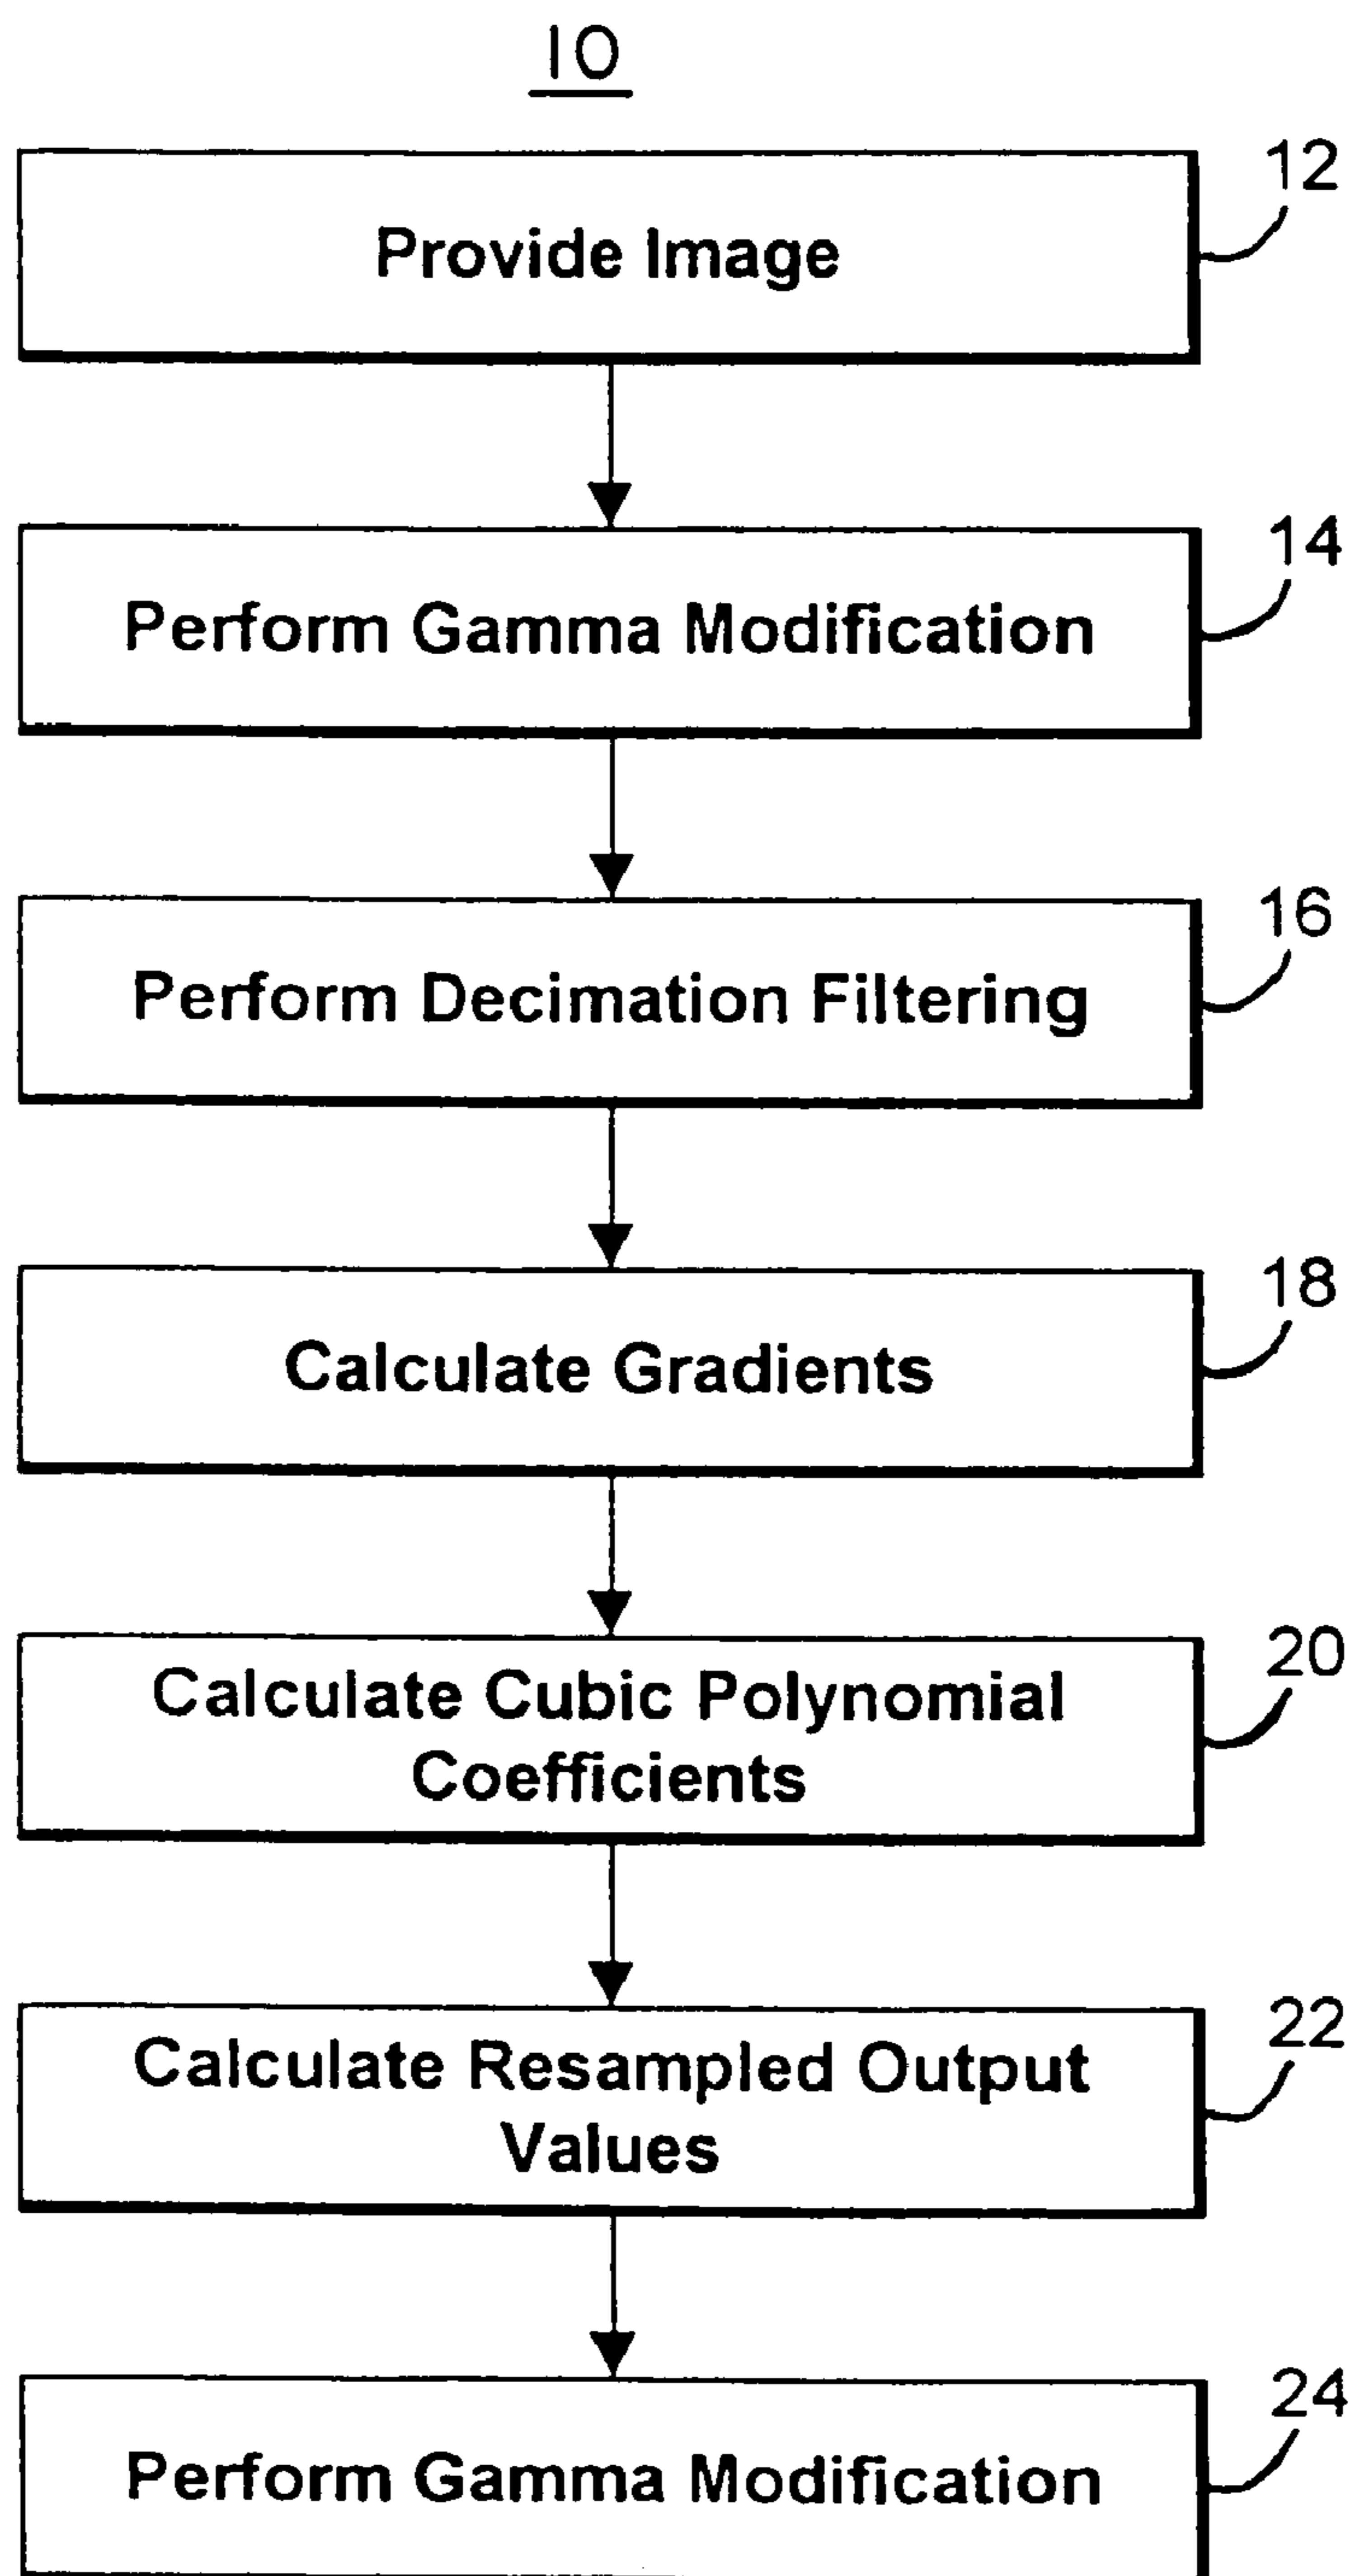 10
12
Provide Image
14
Perform Gamma Modification
16
Perform Decimation Filtering
18
Calculate Gradients
20
Calculate Cubic Polynomial
Coefficients
22
Calculate Resampled Output
Values
24
Perform Gamma Modification